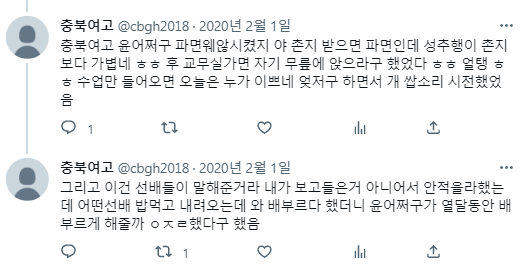 충북여고 @cbgh2018 · 2020년 2월 1일
충북여고 윤어쩌구 파면웨않시켰지 야 촌지 받으면 파면인데 성추행이 촌지
보다 가볍네 ㅎㅎ 후 교무실가면 자기 무릎에 앉으라구 했었다 ㅎㅎ 얼탱 ㅎ
ㅎ 수업만 들어오면 오늘은 누가 이쁘네 엊저구 하면서 개 쌉소리 시전했었
음
1
충북여고 @cbgh2018 · 2020년 2월 1일
그리고 이건 선배들이 말해준거라 내가 보고들은거 아니어서 안적을라했는
데 어떤선배 밥먹고 내려오는데 와 배부르다 했더니 윤어쩌구가 열달동안 배
부르게 해줄까 ㅇㅈㄹ했다구 했음
1